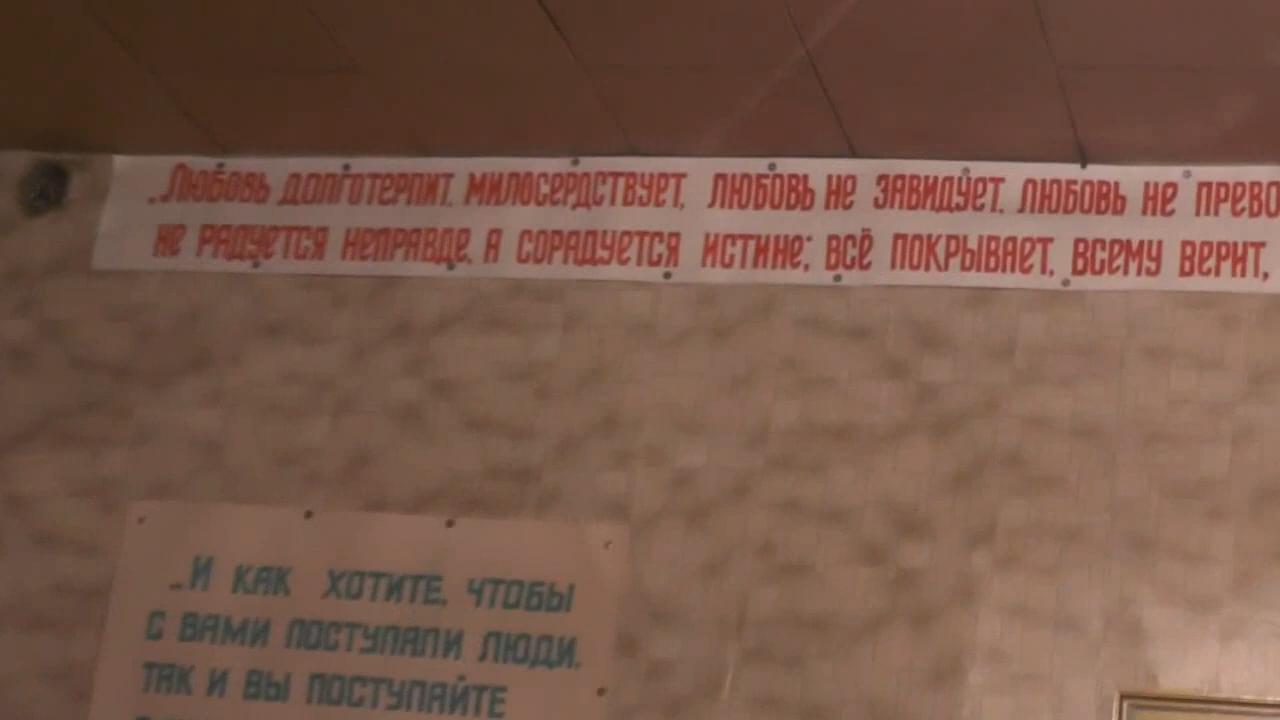 ..Любовь долготерпит, милосердствует, любовь не завидует, любовь не прево
не радуется неправде, а сорадуется истине; всё покрывает, всему верит,
..И как хотите, чтобы
с вами поступали люди,
так и вы поступайте